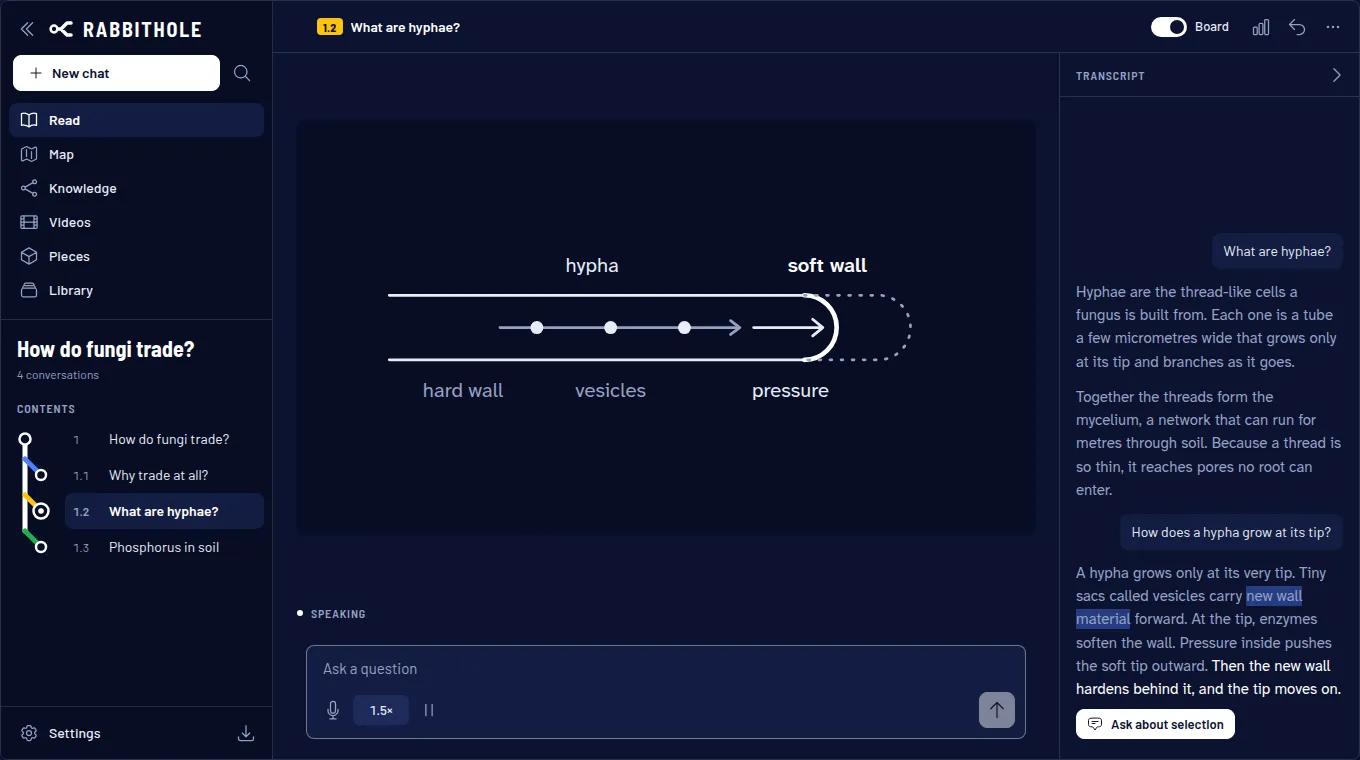 RABBITHOLE
New chat
Read
Map
Knowledge
Videos
Pieces
Library
How do fungi trade?
4 conversations
CONTENTS
1 How do fungi trade?
1.1 Why trade at all?
1.2 What are hyphae?
1.3 Phosphorus in soil
Settings
1.2 What are hyphae?
Board
hypha
soft wall
hard wall
vesicles
pressure
SPEAKING
Ask a question
1.5×
TRANSCRIPT
What are hyphae?
Hyphae are the thread-like cells a
fungus is built from. Each one is a tube
a few micrometres wide that grows only
at its tip and branches as it goes.
Together the threads form the
mycelium, a network that can run for
metres through soil. Because a thread is
so thin, it reaches pores no root can
enter.
How does a hypha grow at its tip?
A hypha grows only at its very tip. Tiny
sacs called vesicles carry new wall
material forward. At the tip, enzymes
soften the wall. Pressure inside pushes
the soft tip outward. Then the new wall
hardens behind it, and the tip moves on.
Ask about selection